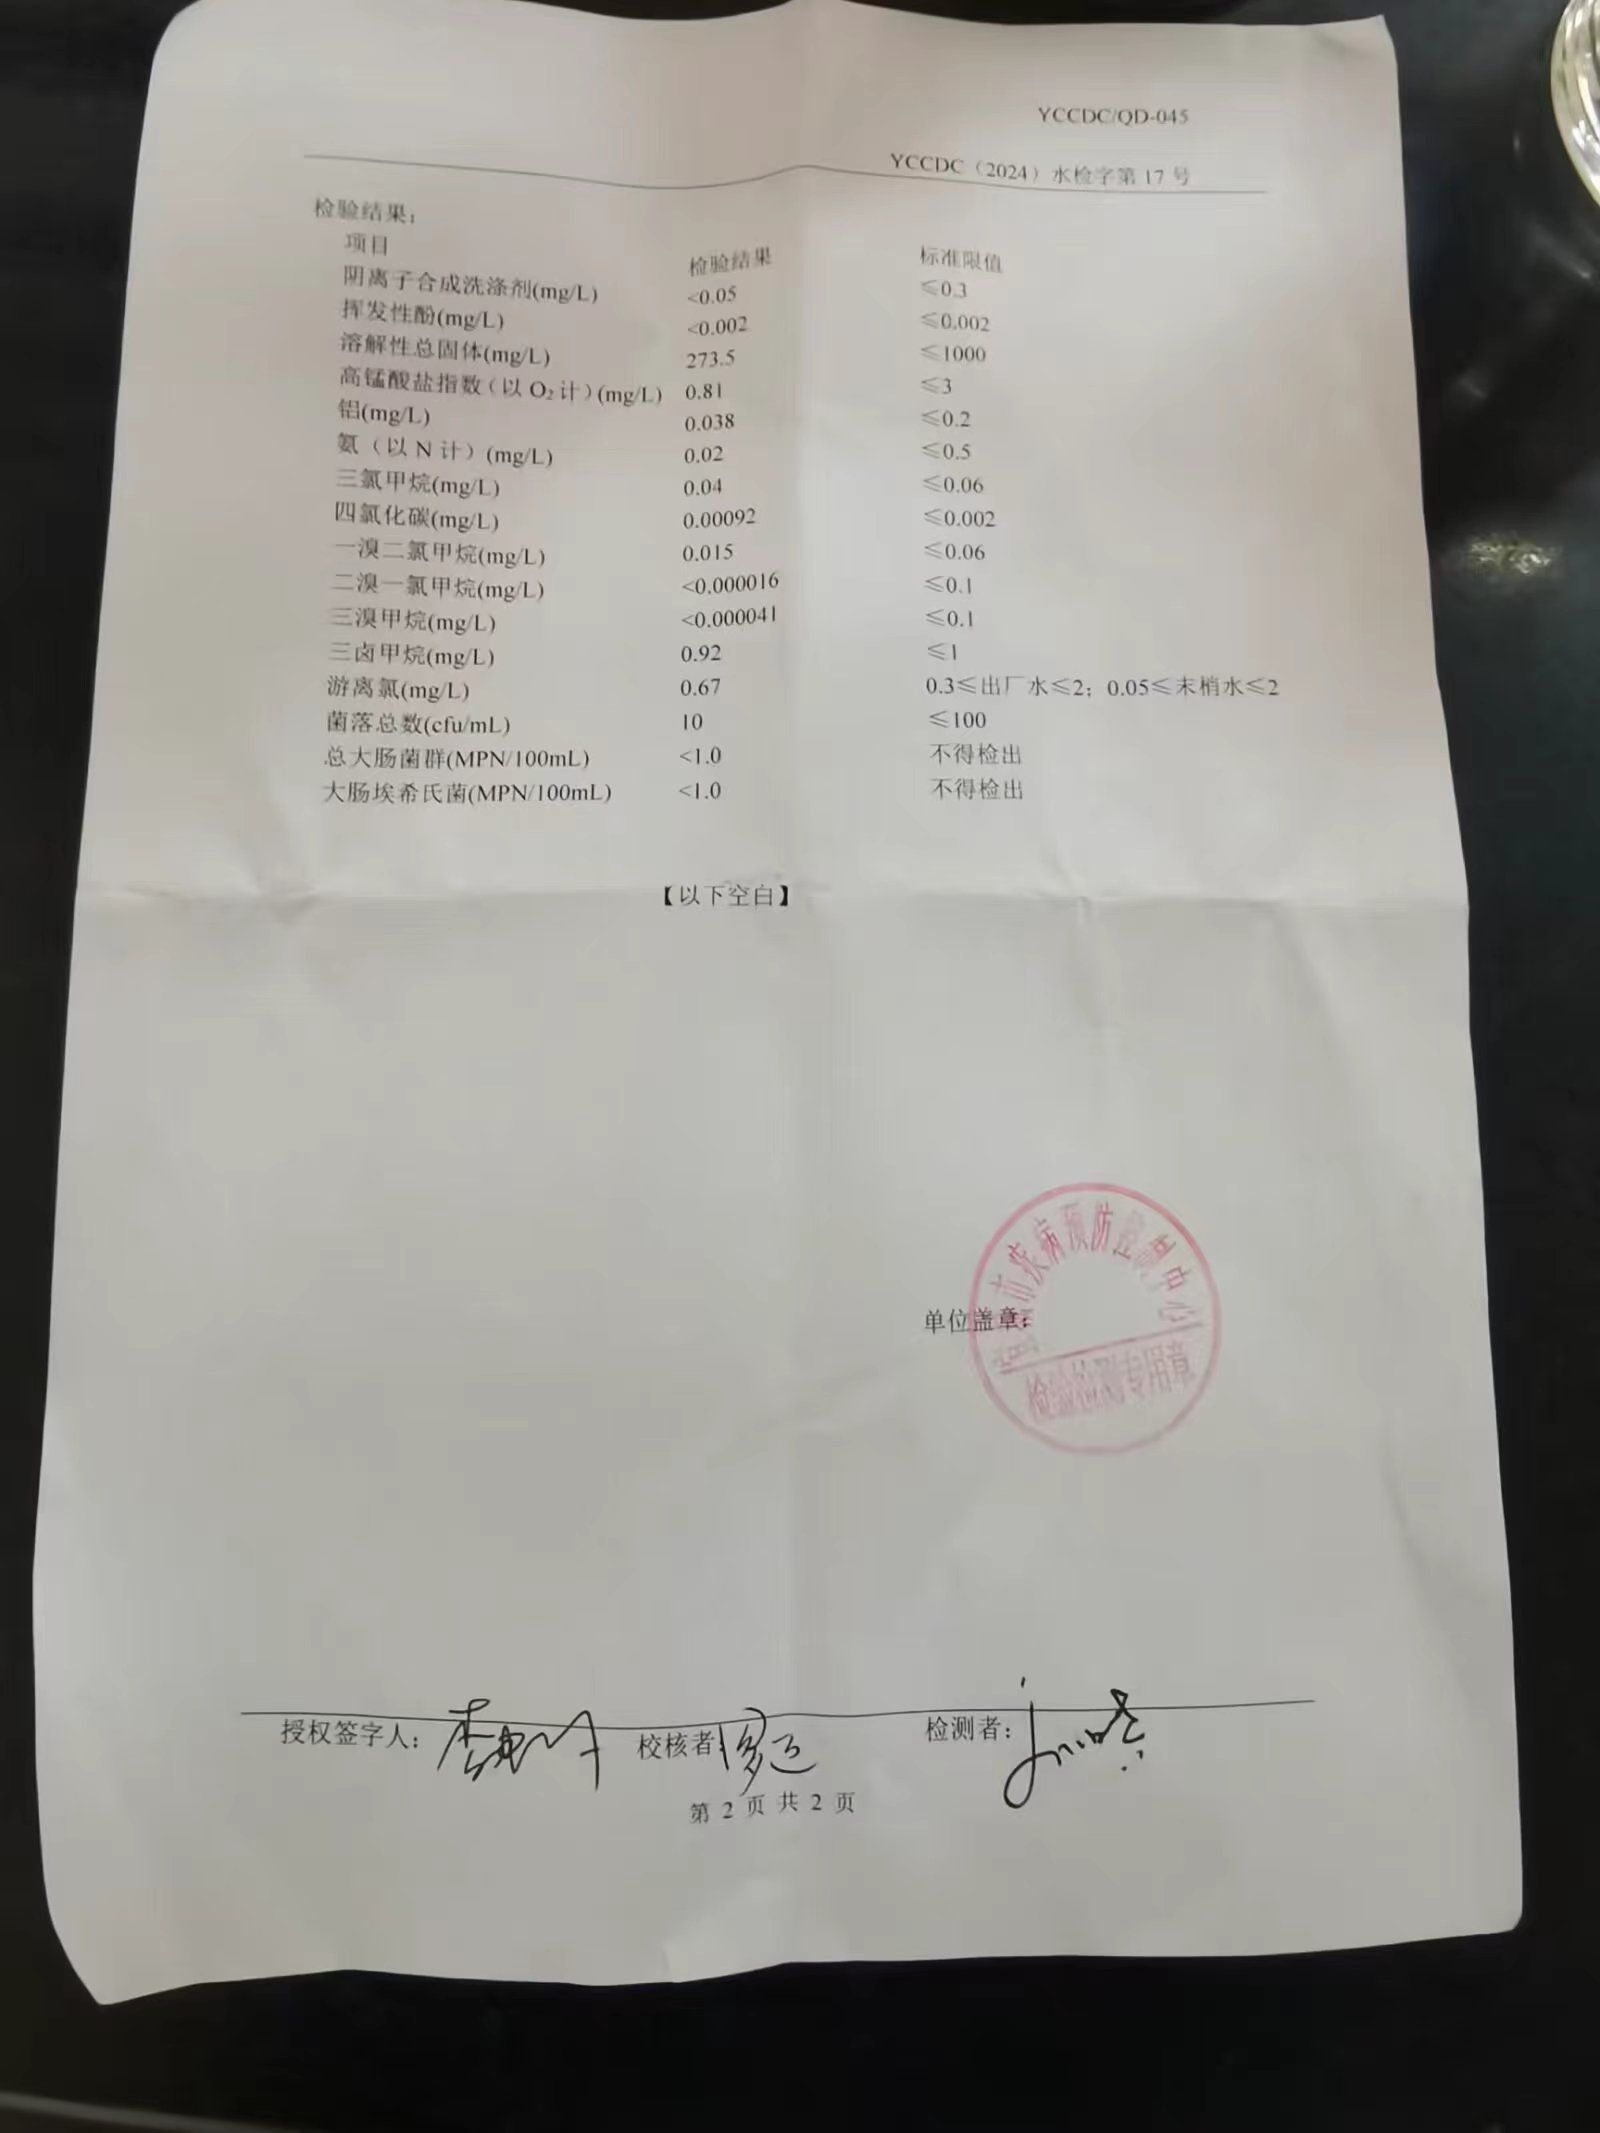 YCCDC/QD-045
YCCDC（2024）水检字第 17 号
检验结果：
项目 检验结果 标准限值
阴离子合成洗涤剂(mg/L) <0.05 ≤0.3
挥发性酚(mg/L) <0.002 ≤0.002
溶解性总固体(mg/L) 273.5 ≤1000
高锰酸盐指数（以 O₂ 计）(mg/L) 0.81 ≤3
铝(mg/L) 0.038 ≤0.2
氨（以 N 计）(mg/L) 0.02 ≤0.5
三氯甲烷(mg/L) 0.04 ≤0.06
四氯化碳(mg/L) 0.00092 ≤0.002
一溴二氯甲烷(mg/L) 0.015 ≤0.06
二溴一氯甲烷(mg/L) <0.000016 ≤0.1
三溴甲烷(mg/L) <0.000041 ≤0.1
三卤甲烷(mg/L) 0.92 ≤1
游离氯(mg/L) 0.67 0.3≤出厂水≤2；0.05≤末梢水≤2
菌落总数(cfu/mL) 10 ≤100
总大肠菌群(MPN/100mL) <1.0 不得检出
大肠埃希氏菌(MPN/100mL) <1.0 不得检出
【以下空白】
市疾病预防控制中心
单位盖章：
检验检测专用章
授权签字人： 校核者： 检测者：
第 2 页 共 2 页